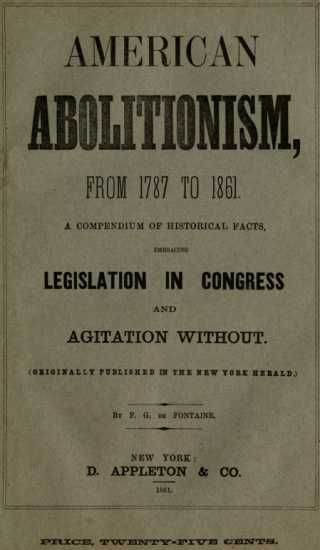 AMERICAN
ABOLITIONISM,
FROM 1787 TO 1861.
A COMPENDIUM OF HISTORICAL FACTS,
EMBRACING
LEGISLATION IN CONGRESS
AND
AGITATION WITHOUT.
(ORIGINALLY PUBLISHED IN THE NEW YORK HERALD.)
BY F. G. DE FONTAINE.
NEW YORK:
D. APPLETON & CO.
1861.
PRICE, TWENTY-FIVE CENTS.